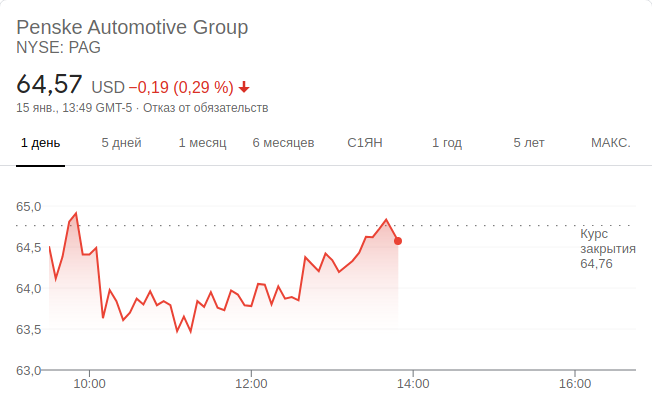 Penske Automotive Group
NYSE: PAG
64,57 USD −0,19 (0,29 %)
15 янв., 13:49 GMT-5 · Отказ от обязательств
1 день 5 дней 1 месяц 6 месяцев С1ЯН 1 год 5 лет МАКС.
65,0
Курс
закрытия
64,76
64,5
64,0
63,5
63,0
10:00 12:00 14:00 16:00